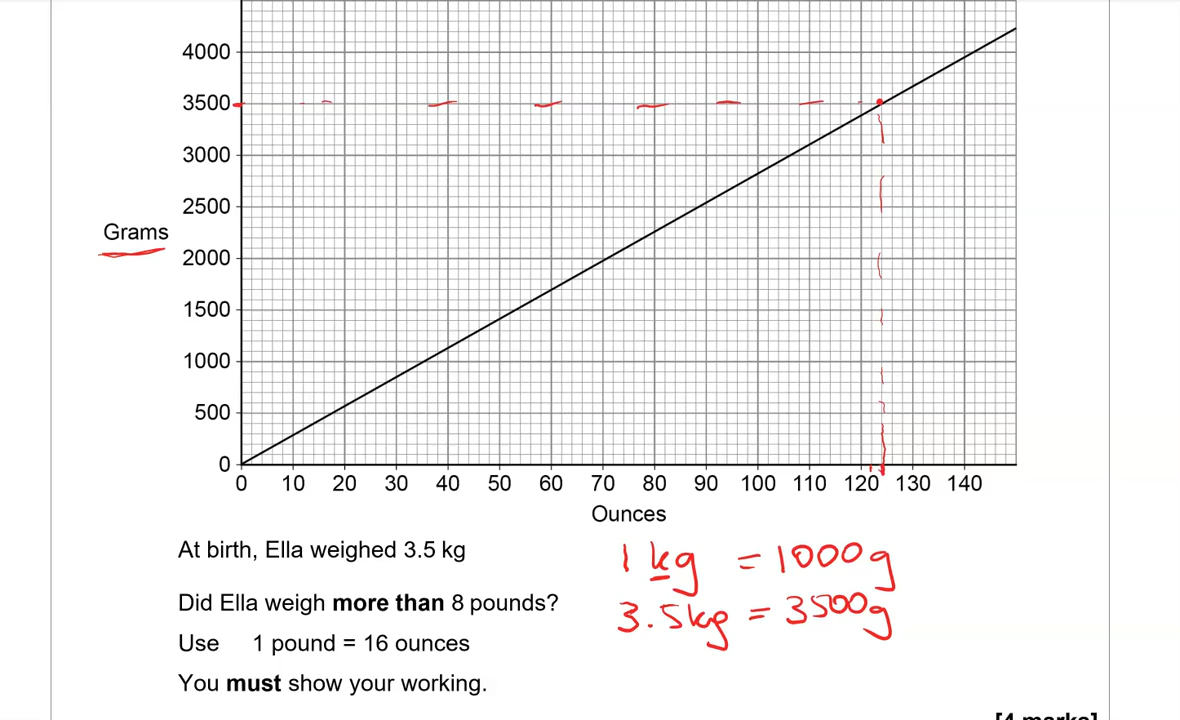 4000
3500
3000
2500
Grams
2000
1500
1000
500
0
0 10 20 30 40 50 60 70 80 90 100 110 120 130 140
Ounces
At birth, Ella weighed 3.5 kg
1 kg = 1000g
Did Ella weigh more than 8 pounds?
3.5kg = 3500g
Use 1 pound = 16 ounces
You must show your working.
[4 marks]